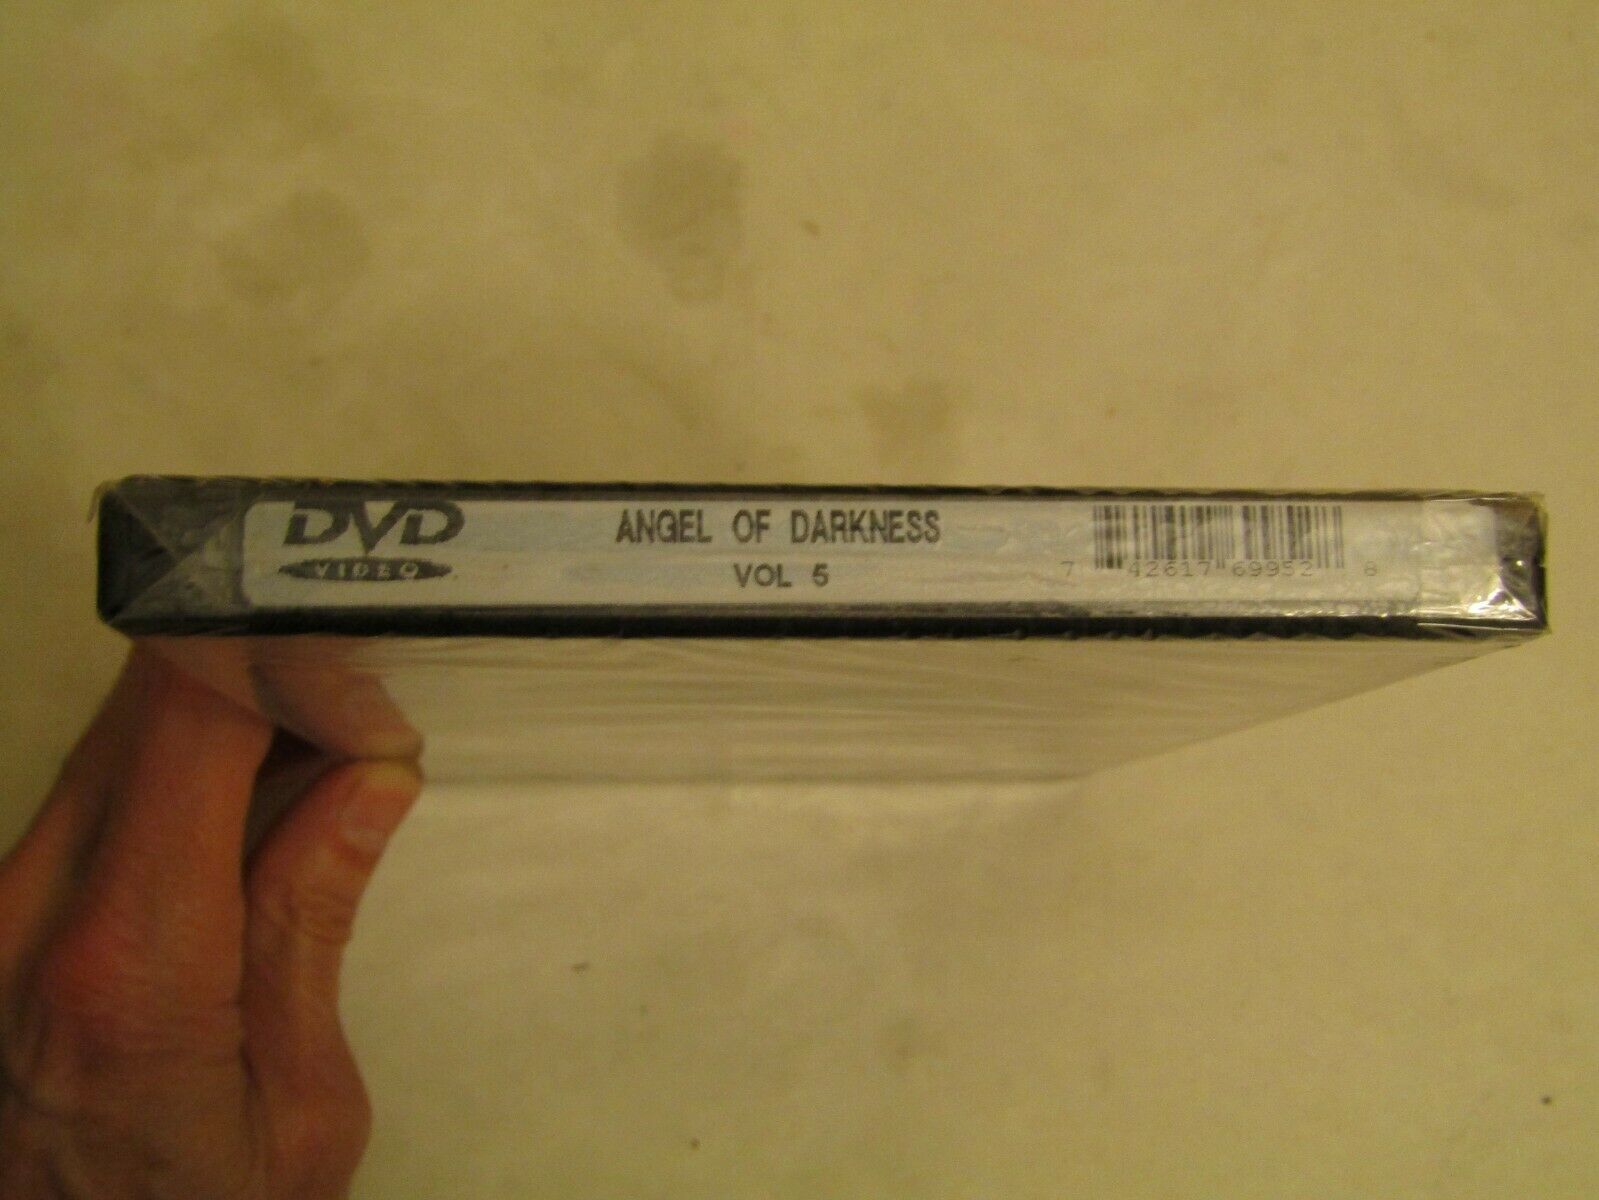 DVD
VIDEO
ANGEL OF DARKNESS
VOL 5
7 42617 69952 8